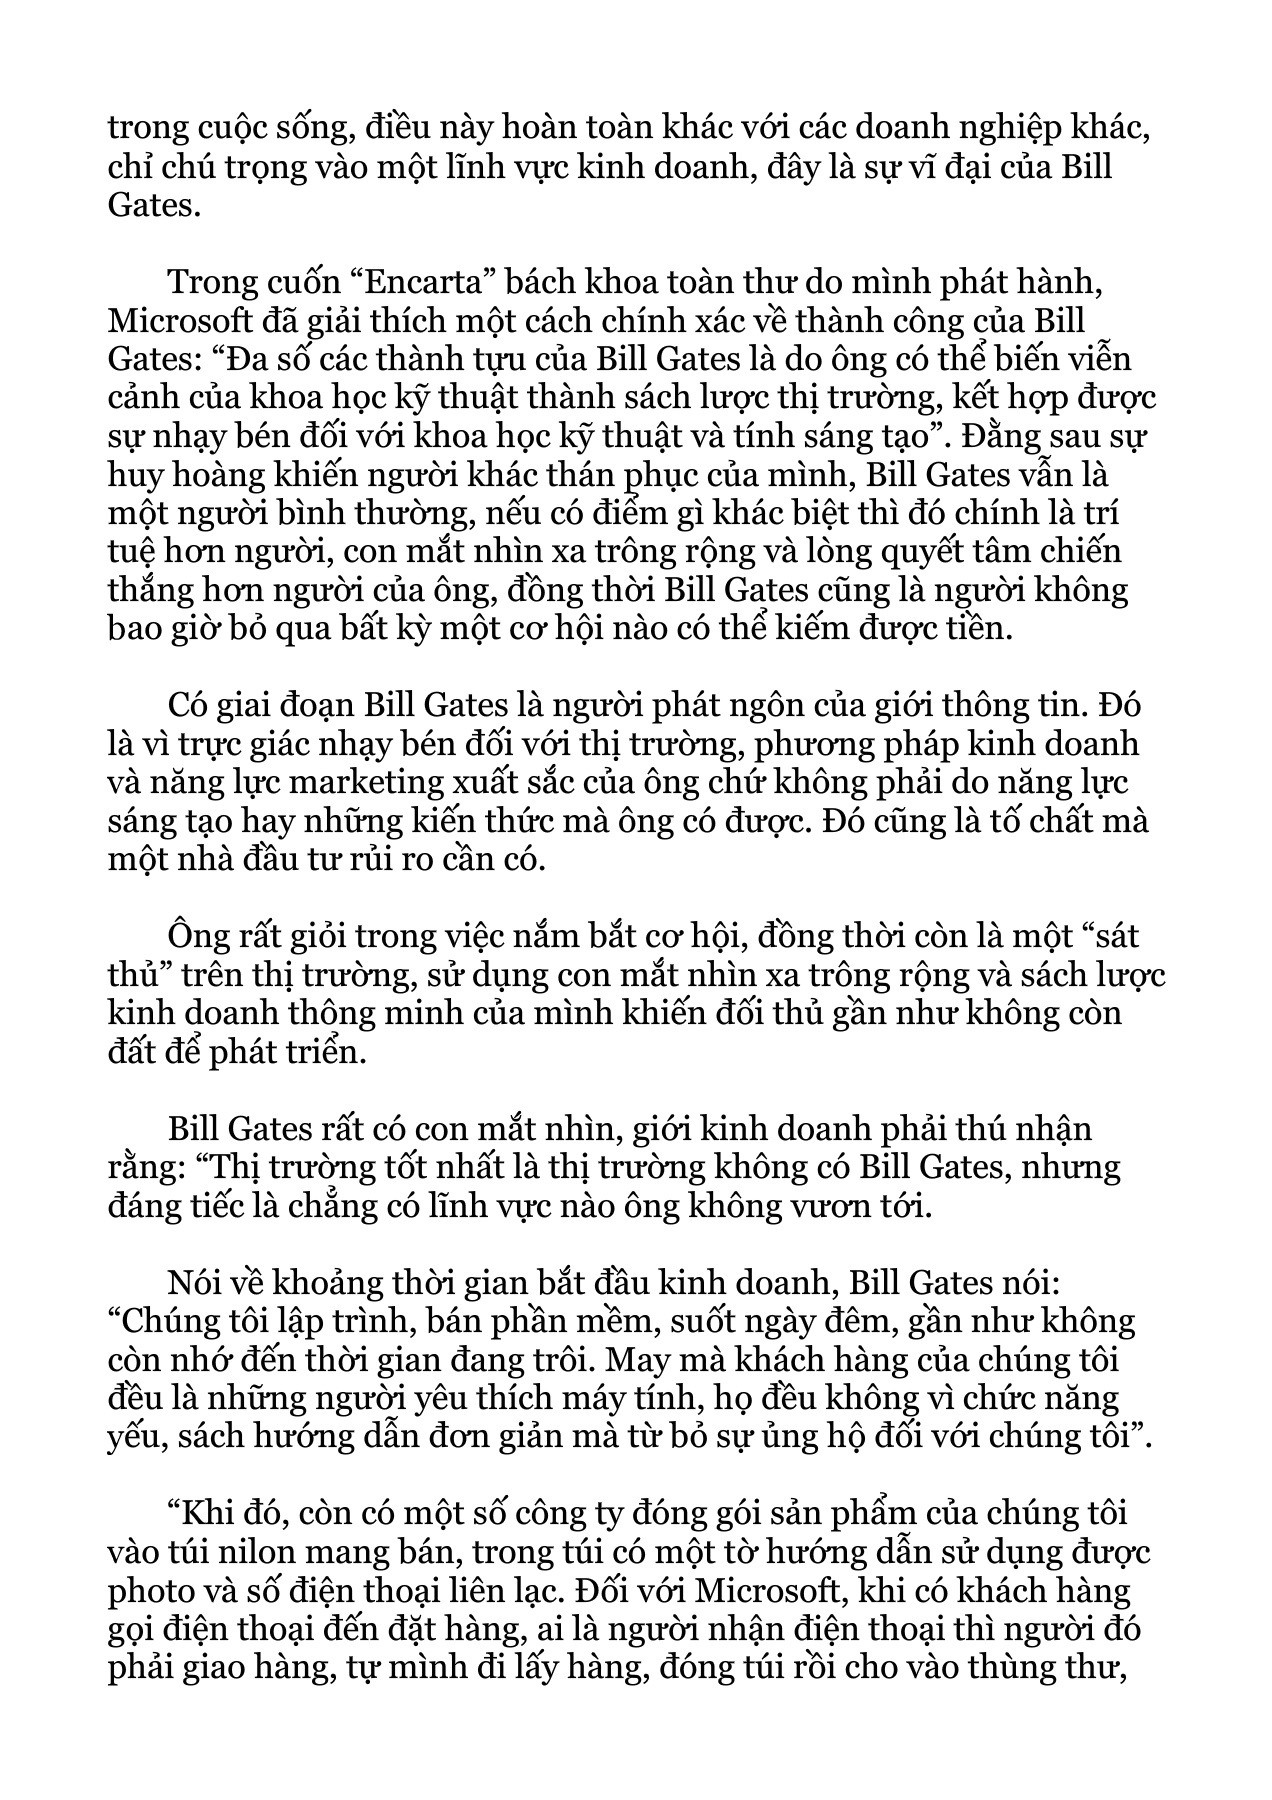 trong cuộc sống, điều này hoàn toàn khác với các doanh nghiệp khác,
chỉ chú trọng vào một lĩnh vực kinh doanh, đây là sự vĩ đại của Bill
Gates.
Trong cuốn “Encarta” bách khoa toàn thư do mình phát hành,
Microsoft đã giải thích một cách chính xác về thành công của Bill
Gates: “Đa số các thành tựu của Bill Gates là do ông có thể biến viễn
cảnh của khoa học kỹ thuật thành sách lược thị trường, kết hợp được
sự nhạy bén đối với khoa học kỹ thuật và tính sáng tạo”. Đằng sau sự
huy hoàng khiến người khác thán phục của mình, Bill Gates vẫn là
một người bình thường, nếu có điểm gì khác biệt thì đó chính là trí
tuệ hơn người, con mắt nhìn xa trông rộng và lòng quyết tâm chiến
thắng hơn người của ông, đồng thời Bill Gates cũng là người không
bao giờ bỏ qua bất kỳ một cơ hội nào có thể kiếm được tiền.
Có giai đoạn Bill Gates là người phát ngôn của giới thông tin. Đó
là vì trực giác nhạy bén đối với thị trường, phương pháp kinh doanh
và năng lực marketing xuất sắc của ông chứ không phải do năng lực
sáng tạo hay những kiến thức mà ông có được. Đó cũng là tố chất mà
một nhà đầu tư rủi ro cần có.
Ông rất giỏi trong việc nắm bắt cơ hội, đồng thời còn là một “sát
thủ” trên thị trường, sử dụng con mắt nhìn xa trông rộng và sách lược
kinh doanh thông minh của mình khiến đối thủ gần như không còn
đất để phát triển.
Bill Gates rất có con mắt nhìn, giới kinh doanh phải thú nhận
rằng: “Thị trường tốt nhất là thị trường không có Bill Gates, nhưng
đáng tiếc là chẳng có lĩnh vực nào ông không vươn tới.
Nói về khoảng thời gian bắt đầu kinh doanh, Bill Gates nói:
“Chúng tôi lập trình, bán phần mềm, suốt ngày đêm, gần như không
còn nhớ đến thời gian đang trôi. May mà khách hàng của chúng tôi
đều là những người yêu thích máy tính, họ đều không vì chức năng
yếu, sách hướng dẫn đơn giản mà từ bỏ sự ủng hộ đối với chúng tôi”.
“Khi đó, còn có một số công ty đóng gói sản phẩm của chúng tôi
vào túi nilon mang bán, trong túi có một tờ hướng dẫn sử dụng được
photo và số điện thoại liên lạc. Đối với Microsoft, khi có khách hàng
gọi điện thoại đến đặt hàng, ai là người nhận điện thoại thì người đó
phải giao hàng, tự mình đi lấy hàng, đóng túi rồi cho vào thùng thư,